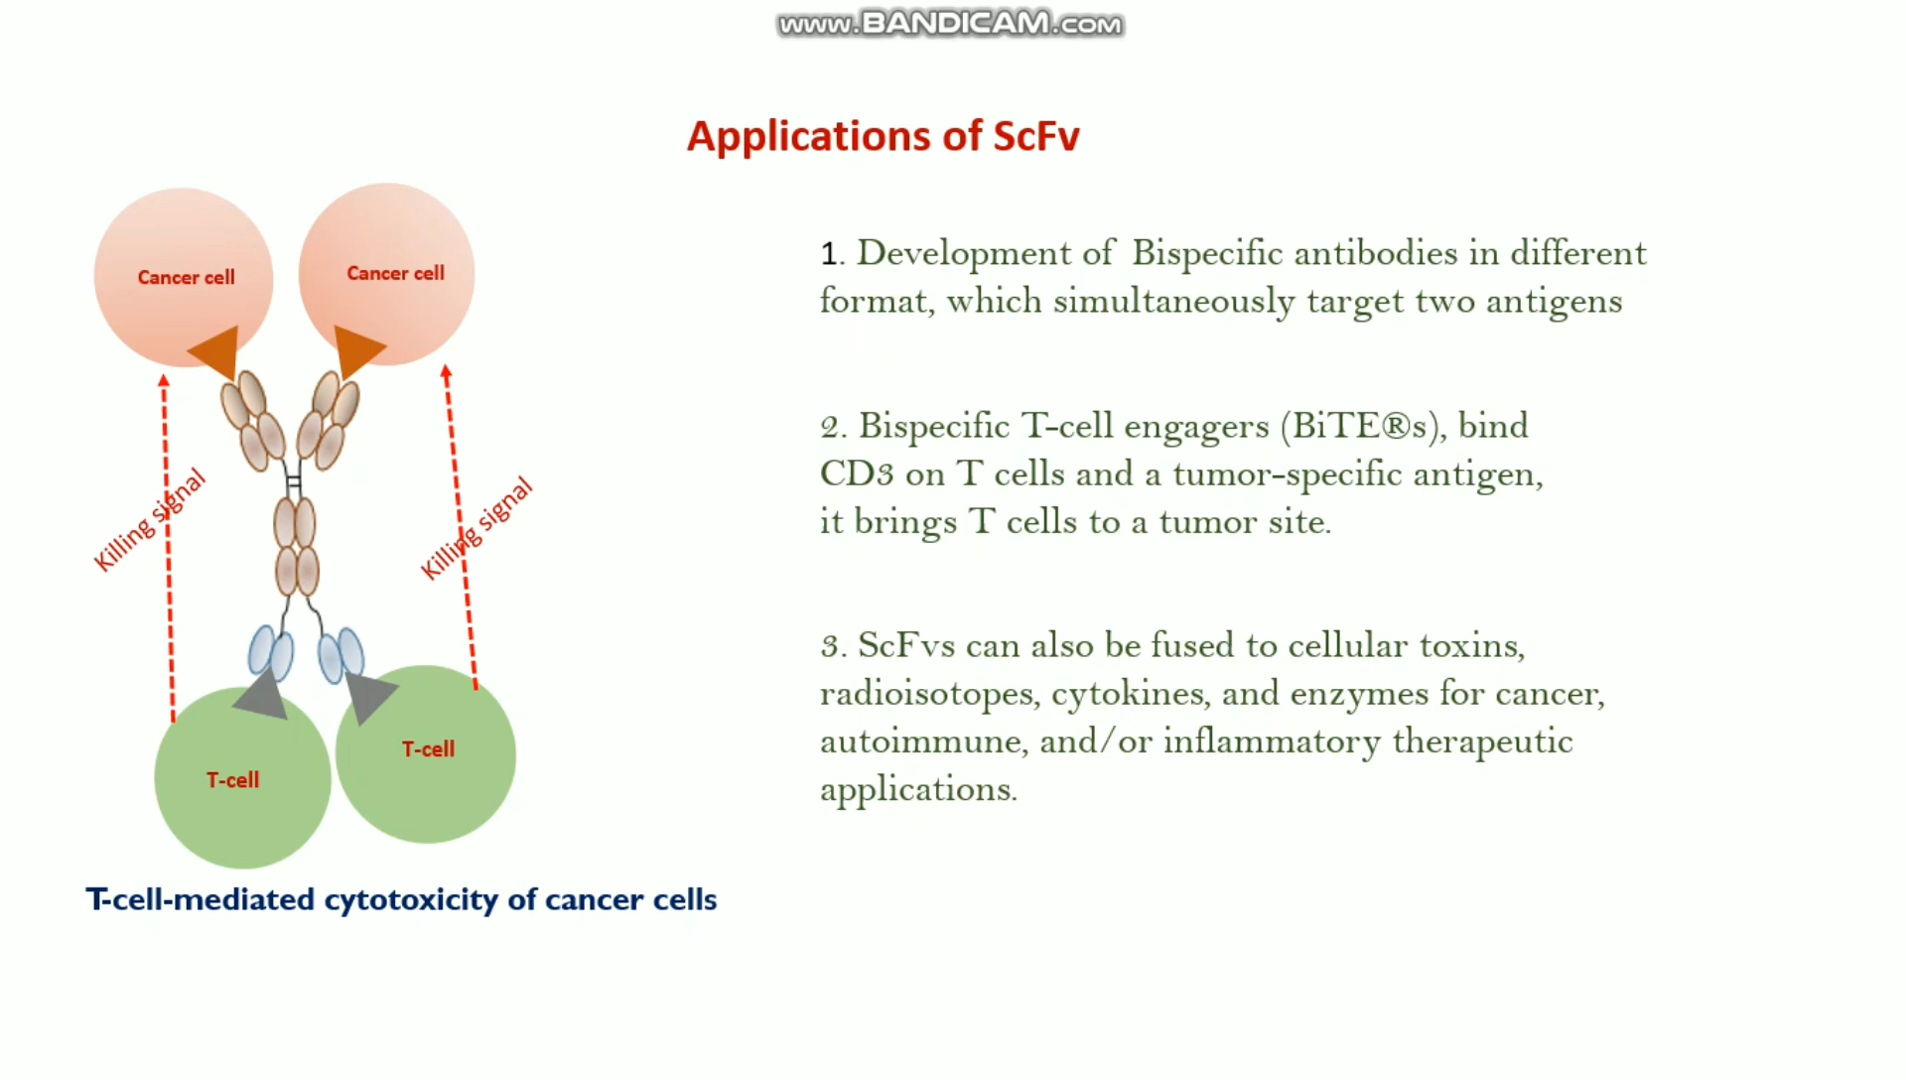 www.BANDICAM.com
Applications of ScFv
Cancer cell
Cancer cell
Killing signal
Killing signal
T-cell
T-cell
T-cell-mediated cytotoxicity of cancer cells
1. Development of Bispecific antibodies in different
format, which simultaneously target two antigens
2. Bispecific T-cell engagers (BiTE®s), bind
CD3 on T cells and a tumor-specific antigen,
it brings T cells to a tumor site.
3. ScFvs can also be fused to cellular toxins,
radioisotopes, cytokines, and enzymes for cancer,
autoimmune, and/or inflammatory therapeutic
applications.